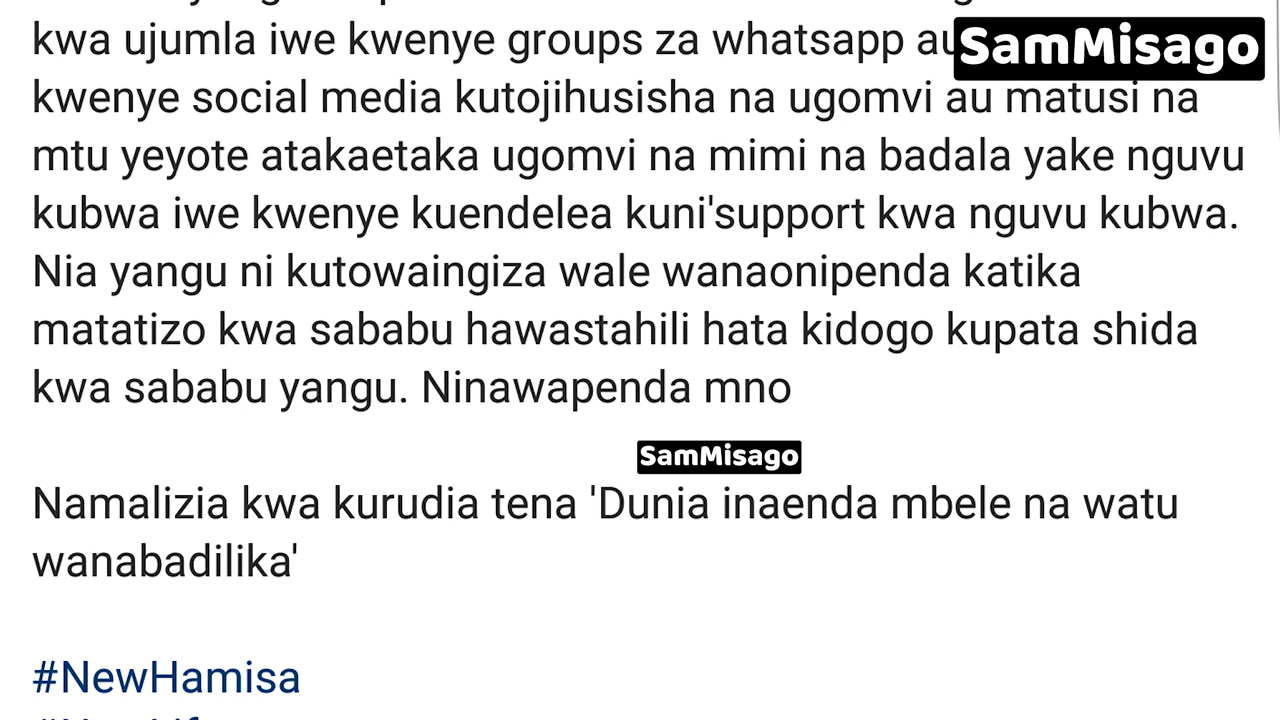 kwa ujumla iwe kwenye groups za whatsapp au
SamMisago
kwenye social media kutojihusisha na ugomvi au matusi na
mtu yeyote atakaetaka ugomvi na mimi na badala yake nguvu
kubwa iwe kwenye kuendelea kuni'support kwa nguvu kubwa.
Nia yangu ni kutowaingiza wale wanaonipenda katika
matatizo kwa sababu hawastahili hata kidogo kupata shida
kwa sababu yangu. Ninawapenda mno
SamMisago
Namalizia kwa kurudia tena 'Dunia inaenda mbele na watu
wanabadilika'
#NewHamisa